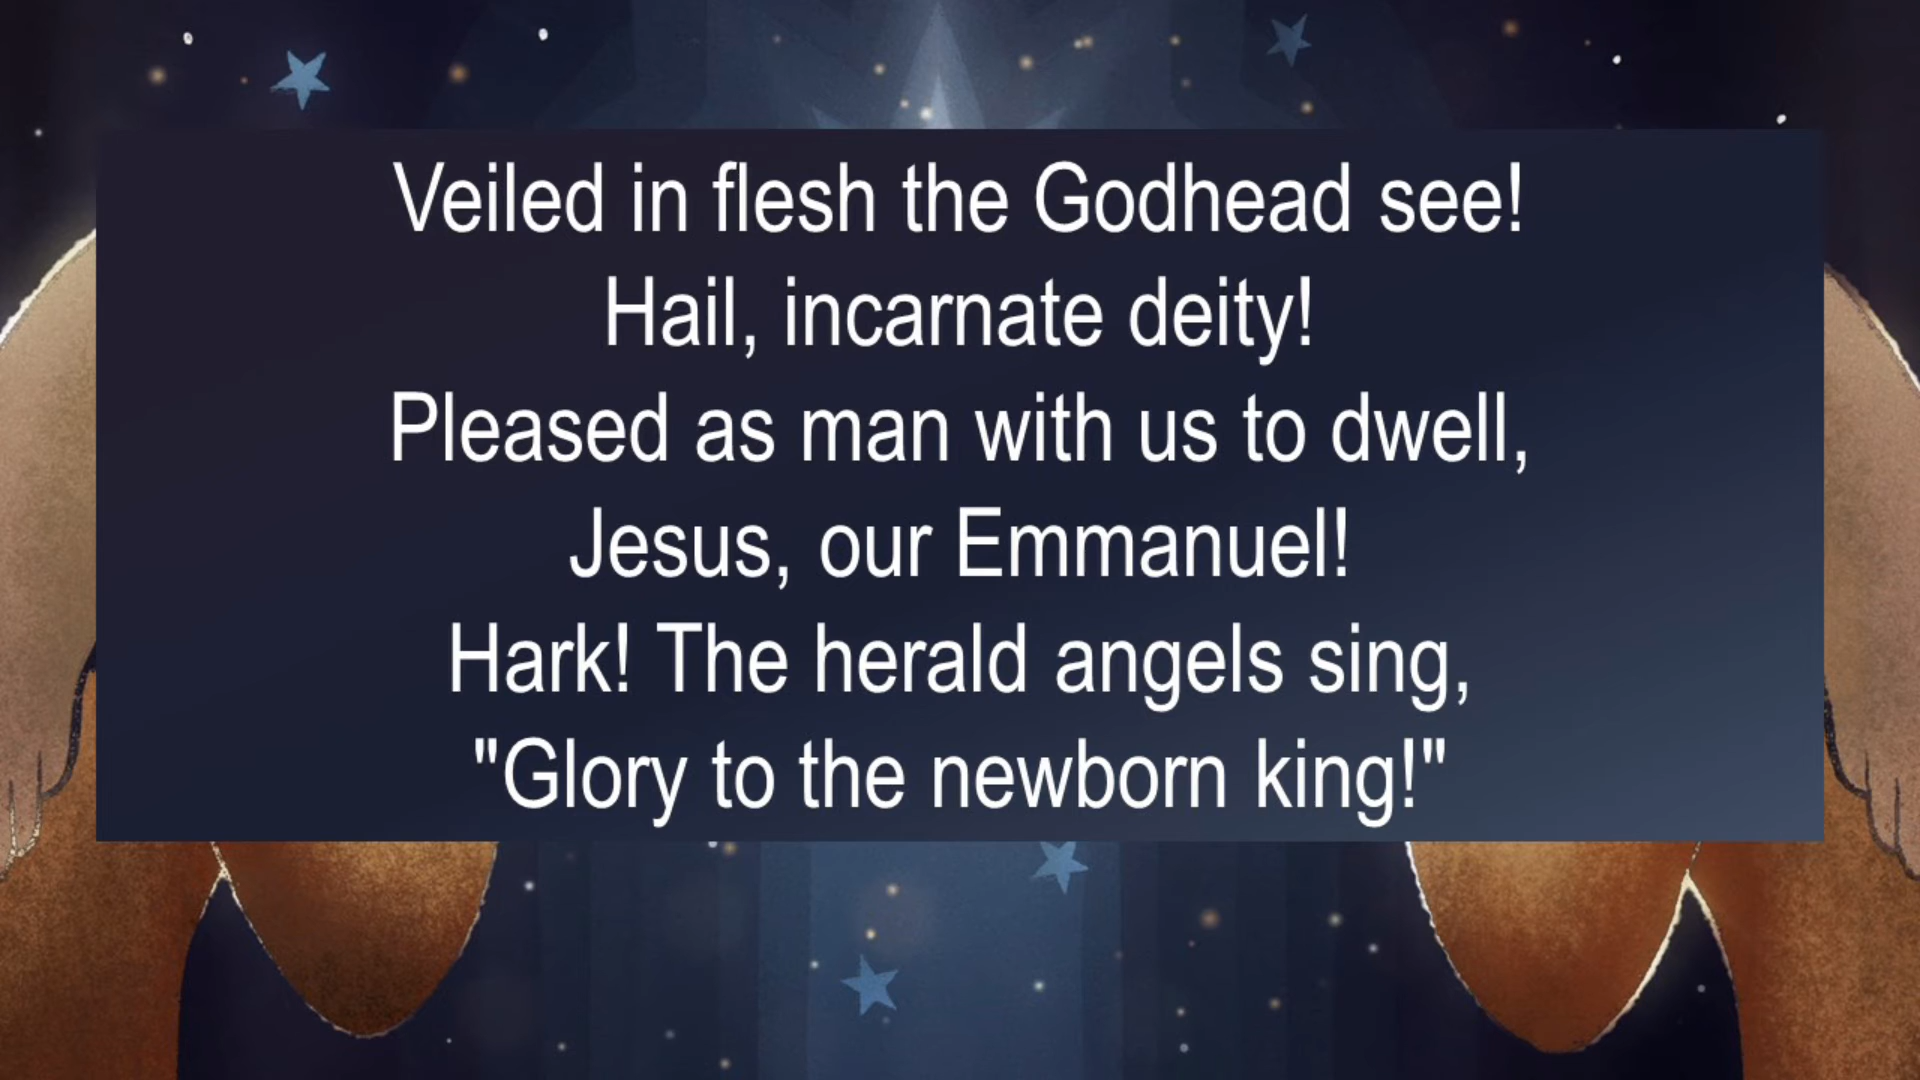 Veiled in flesh the Godhead see!
Hail, incarnate deity!
Pleased as man with us to dwell,
Jesus, our Emmanuel!
Hark! The herald angels sing,
"Glory to the newborn king!"